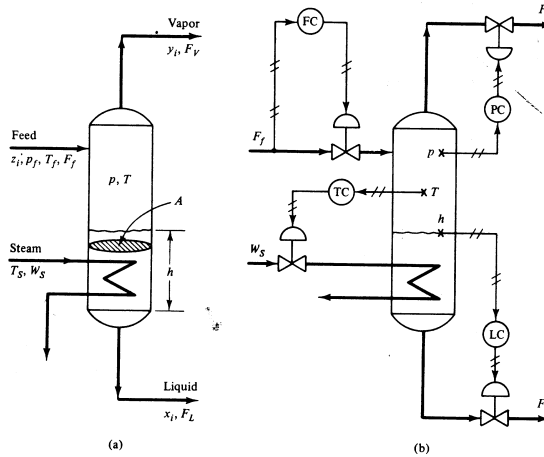 Vapor
y_i, F_V
Feed
z_i, p_f, T_f, F_f
p, T
A
Steam
T_S, W_S
h
Liquid
x_i, F_L
(a)
FC
F
F_f
PC
p
TC
T
h
W_S
LC
F
(b)